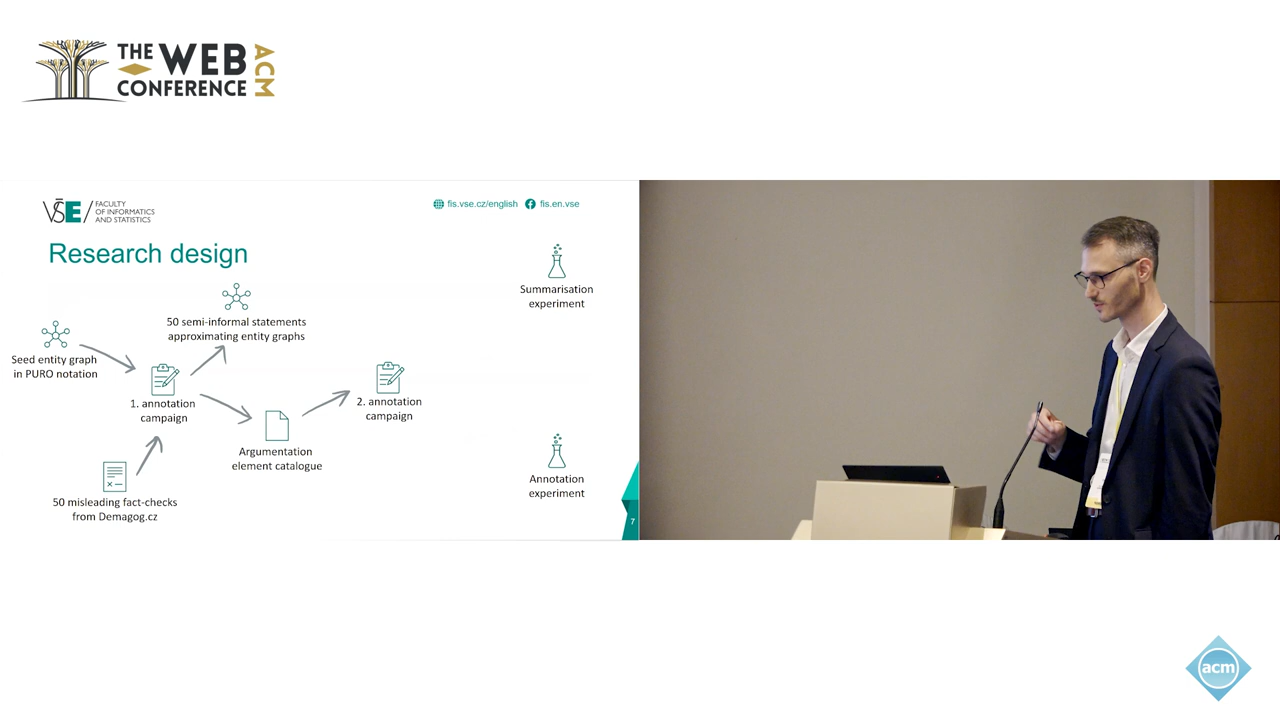 THE WEB
CONFERENCE
ACM
VŠE
FACULTY
OF INFORMATICS
AND STATISTICS
fis.vse.cz/english
fis.en.vse
Research design
Summarisation
experiment
50 semi-informal statements
approximating entity graphs
Seed entity graph
in PURO notation
1. annotation
campaign
2. annotation
campaign
Argumentation
element catalogue
Annotation
experiment
50 misleading fact-checks
from Demagog.cz
7
acm